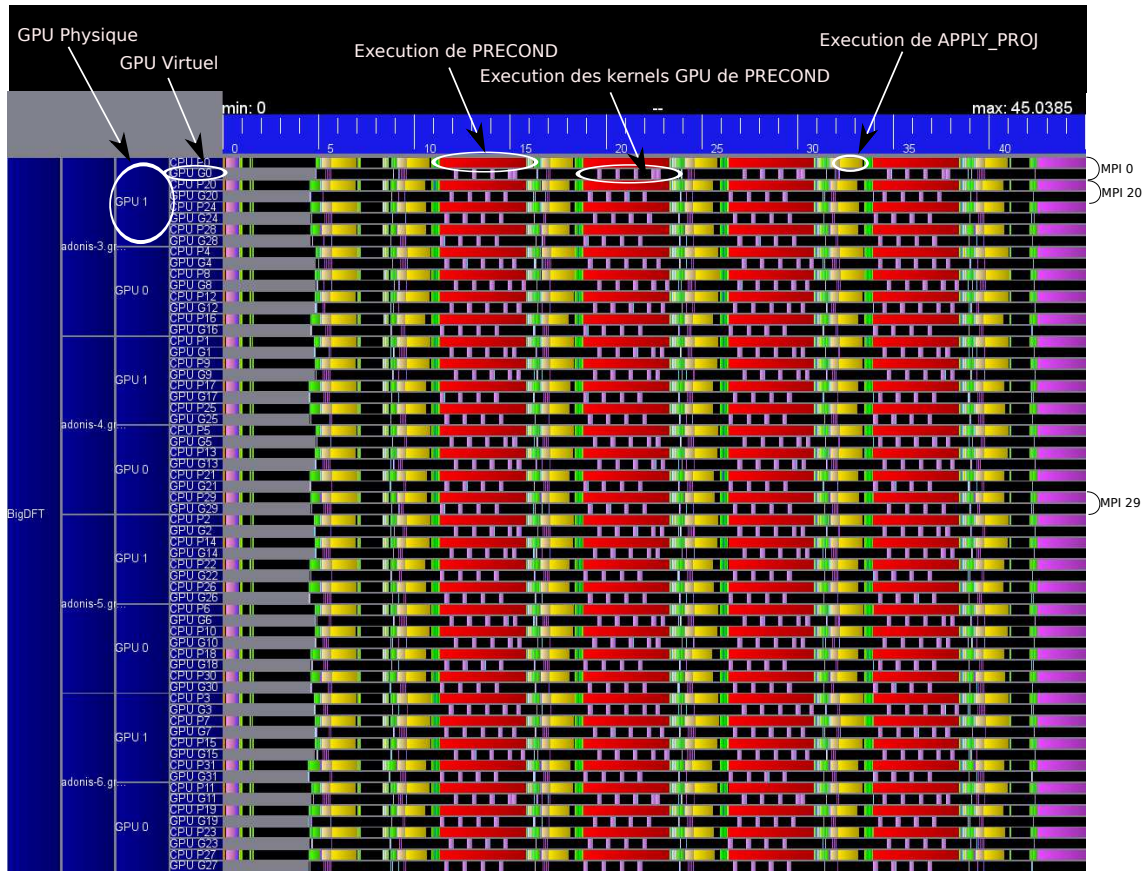 GPU Physique
GPU Virtuel
Execution de PRECOND
Execution des kernels GPU de PRECOND
Execution de APPLY_PROJ
min: 0
--
max: 45.0385
0 5 10 15 20 25 30 35 40
BigDFT
adonis-3.gr...
GPU 1
CPU P0
GPU G0
CPU P20
GPU G20
CPU P24
GPU G24
CPU P28
GPU G28
GPU 0
CPU P4
GPU G4
CPU P8
GPU G8
CPU P12
GPU G12
CPU P16
GPU G16
adonis-4.gr...
GPU 1
CPU P1
GPU G1
CPU P9
GPU G9
CPU P17
GPU G17
CPU P25
GPU G25
GPU 0
CPU P5
GPU G5
CPU P13
GPU G13
CPU P21
GPU G21
CPU P29
GPU G29
adonis-5.gr...
GPU 1
CPU P2
GPU G2
CPU P14
GPU G14
CPU P22
GPU G22
CPU P26
GPU G26
GPU 0
CPU P6
GPU G6
CPU P10
GPU G10
CPU P18
GPU G18
CPU P30
GPU G30
adonis-6.gr...
GPU 1
CPU P3
GPU G3
CPU P7
GPU G7
CPU P15
GPU G15
CPU P31
GPU G31
GPU 0
CPU P11
GPU G11
CPU P19
GPU G19
CPU P23
GPU G23
CPU P27
GPU G27
MPI 0
MPI 20
MPI 29